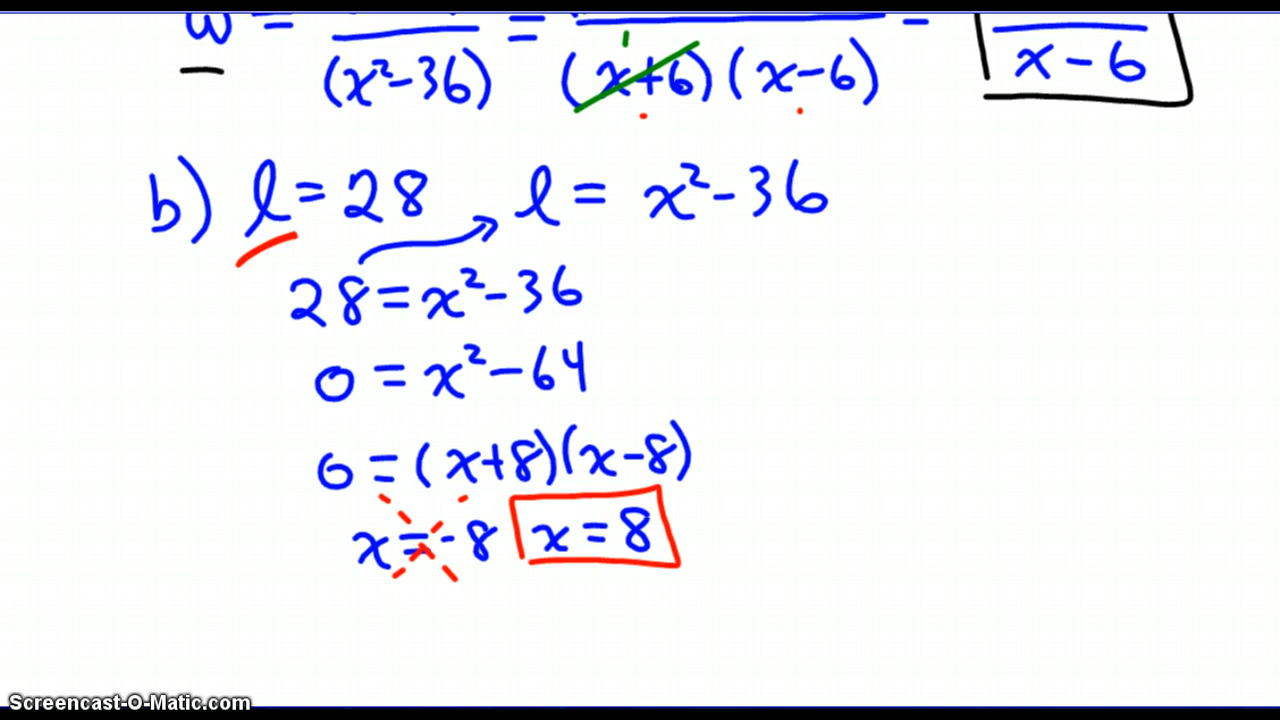 w = = =
(x²-36) (x+6)(x-6) x-6
b) l = 28 l = x²-36
28 = x²-36
0 = x²-64
0 = (x+8)(x-8)
x = -8 x = 8
Screencast-O-Matic.com